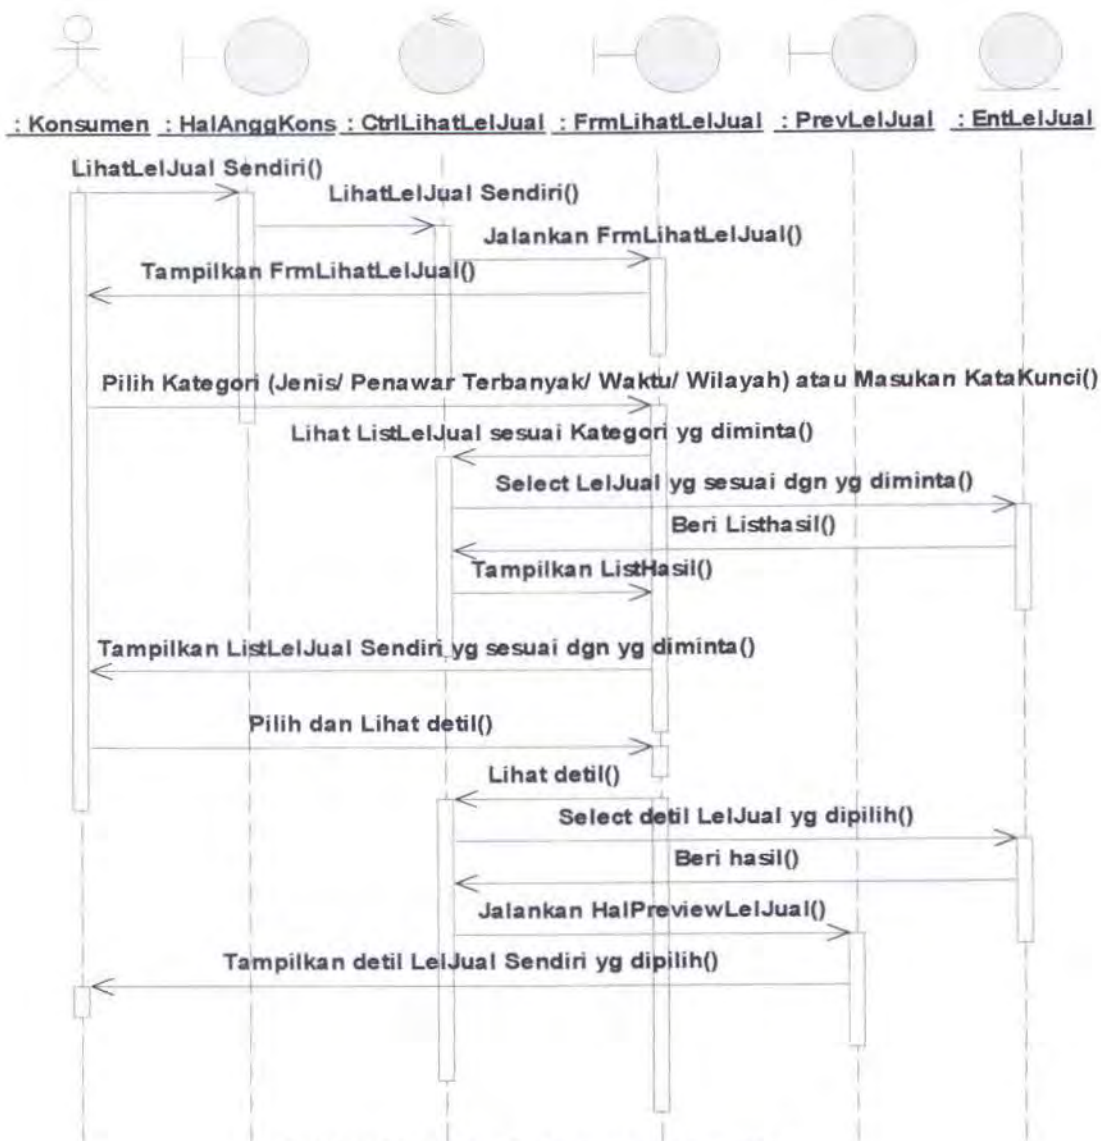 : Konsumen : HalAnggKons : CtrlLihatLelJual : FrmLihatLelJual : PrevLelJual : EntLelJual
LihatLelJual Sendiri()
LihatLelJual Sendiri()
Jalankan FrmLihatLelJual()
Tampilkan FrmLihatLelJual()
Pilih Kategori (Jenis/ Penawar Terbanyak/ Waktu/ Wilayah) atau Masukan KataKunci()
Lihat ListLelJual sesuai Kategori yg diminta()
Select LelJual yg sesuai dgn yg diminta()
Beri Listhasil()
Tampilkan ListHasil()
Tampilkan ListLelJual Sendiri yg sesuai dgn yg diminta()
Pilih dan Lihat detil()
Lihat detil()
Select detil LelJual yg dipilih()
Beri hasil()
Jalankan HalPreviewLelJual()
Tampilkan detil LelJual Sendiri yg dipilih()